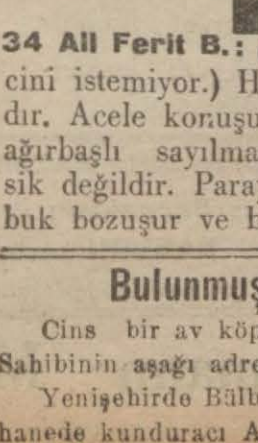 34 Ali Ferit B.:
cini istemiyor.) H
dır. Acele konuşu
ağırbaşlı sayılma
sik değildir. Para
buk bozuşur ve b
Bulunmuş
Cins bir av köp
Sahibinin aşağı adre
Yenişehirde Bülb
hanede kunduracı A